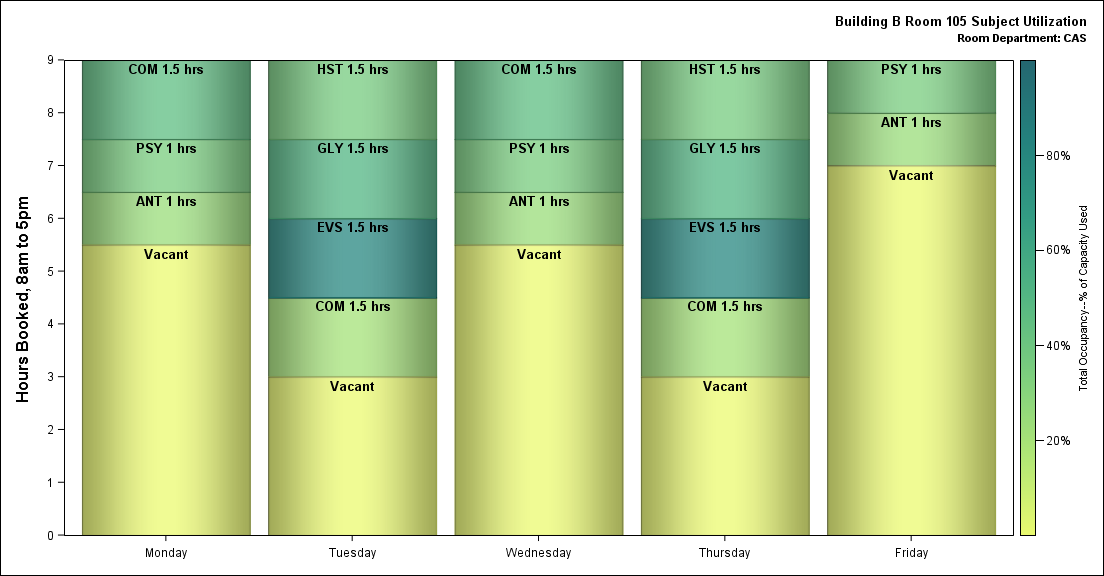 Building B Room 105 Subject Utilization
Room Department: CAS
Hours Booked, 8am to 5pm
9
8
7
6
5
4
3
2
1
0
COM 1.5 hrs
PSY 1 hrs
ANT 1 hrs
Vacant
Monday
HST 1.5 hrs
GLY 1.5 hrs
EVS 1.5 hrs
COM 1.5 hrs
Vacant
Tuesday
COM 1.5 hrs
PSY 1 hrs
ANT 1 hrs
Vacant
Wednesday
HST 1.5 hrs
GLY 1.5 hrs
EVS 1.5 hrs
COM 1.5 hrs
Vacant
Thursday
PSY 1 hrs
ANT 1 hrs
Vacant
Friday
80%
60%
40%
20%
Total Occupancy--% of Capacity Used